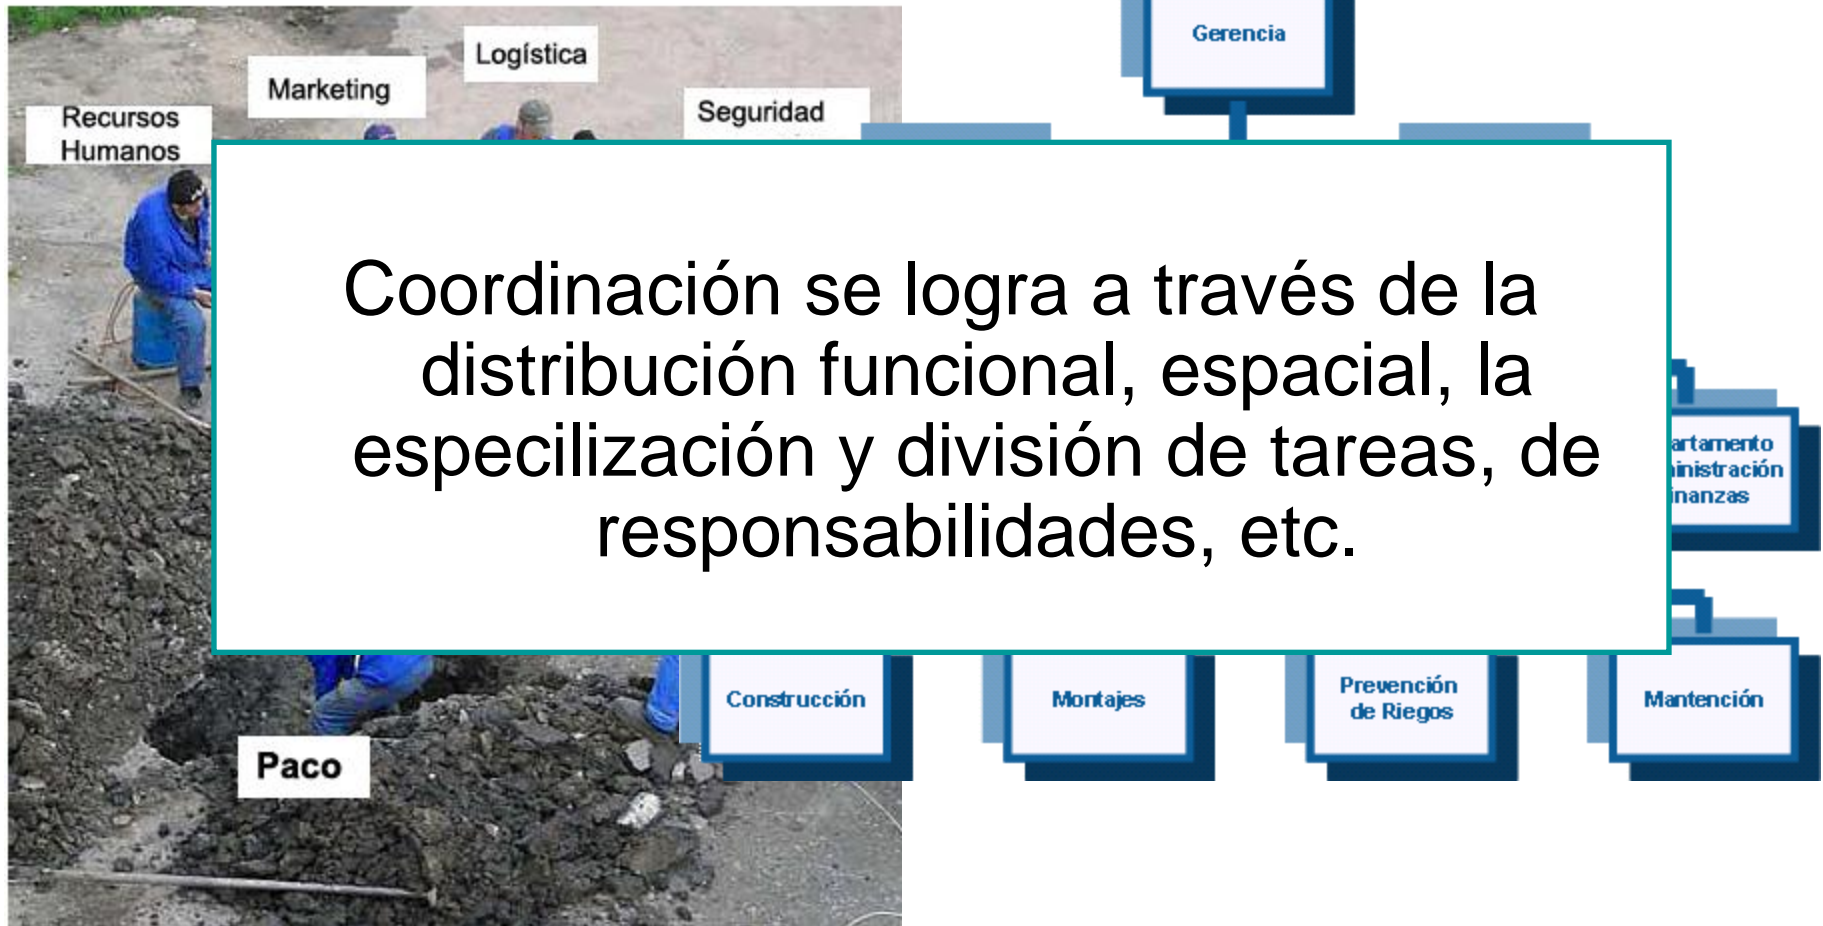 Gerencia
Logística
Marketing
Seguridad
Recursos
Humanos
Coordinación se logra a través de la
distribución funcional, espacial, la
especilización y división de tareas, de
responsabilidades, etc.
Construcción
Montajes
Prevención
de Riegos
Mantención
Paco